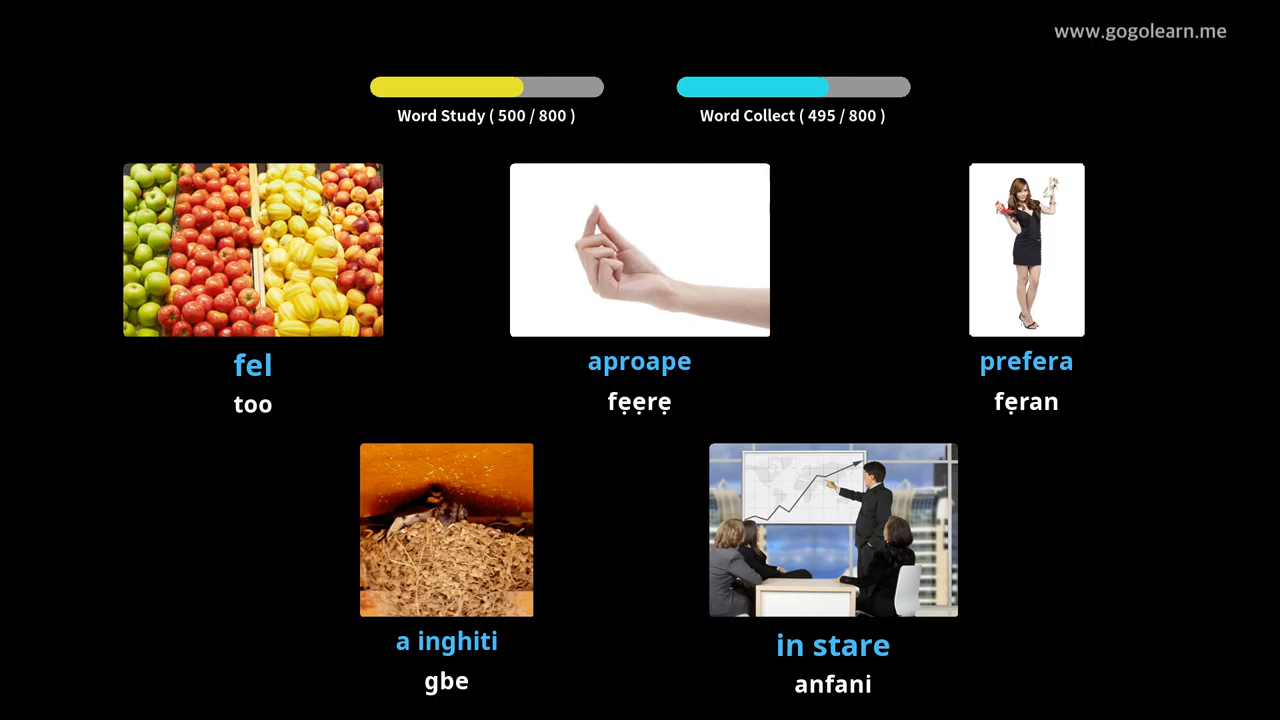 www.gogolearn.me
Word Study ( 500 / 800 )
Word Collect ( 495 / 800 )
fel
too
aproape
fẹẹrẹ
prefera
fẹran
a inghiti
gbe
in stare
anfani